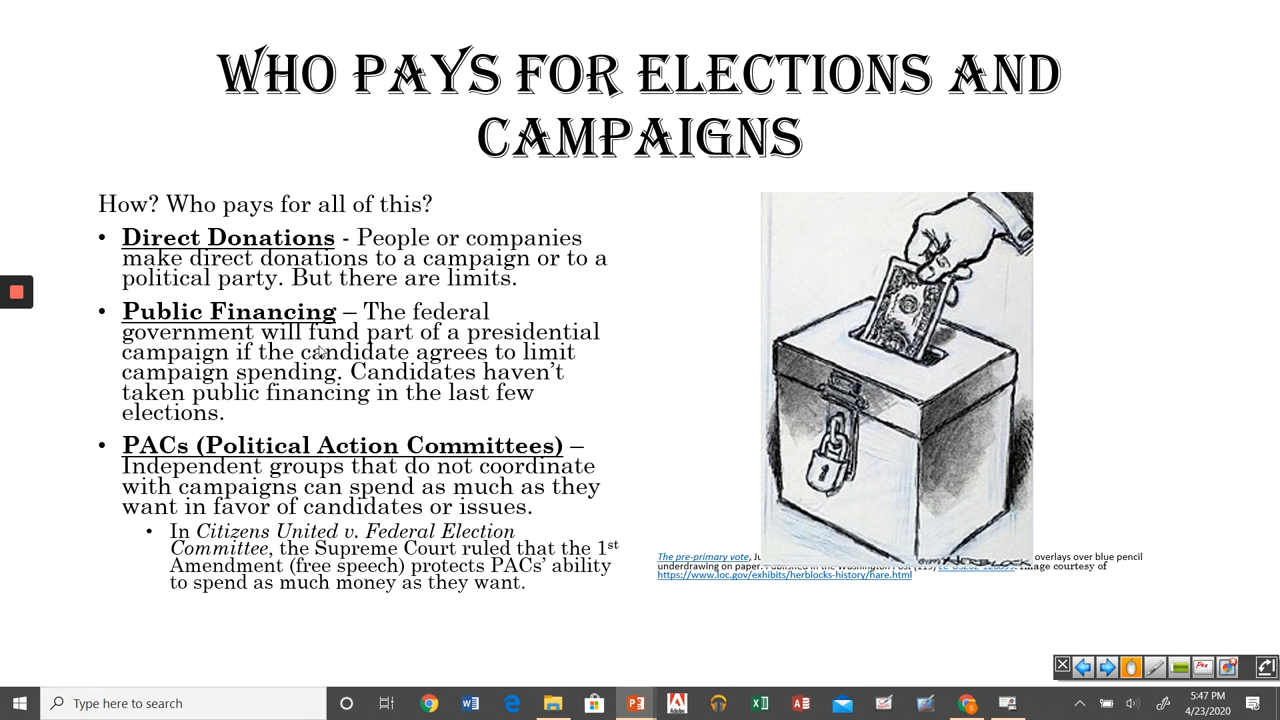 WHO PAYS FOR ELECTIONS AND
CAMPAIGNS
How? Who pays for all of this?
• Direct Donations - People or companies
make direct donations to a campaign or to a
political party. But there are limits.
• Public Financing – The federal
government will fund part of a presidential
campaign if the candidate agrees to limit
campaign spending. Candidates haven’t
taken public financing in the last few
elections.
• PACs (Political Action Committees) –
Independent groups that do not coordinate
with campaigns can spend as much as they
want in favor of candidates or issues.
• In Citizens United v. Federal Election
Committee, the Supreme Court ruled that the 1st
Amendment (free speech) protects PACs’ ability
to spend as much money as they want.
HERBLOCK
The pre-primary vote, overlays over blue pencil
underdrawing on paper. Published in the Washington Post Image courtesy of
https://www.loc.gov/exhibits/herblocks-history/hare.html
Type here to search
5:47 PM
4/23/2020